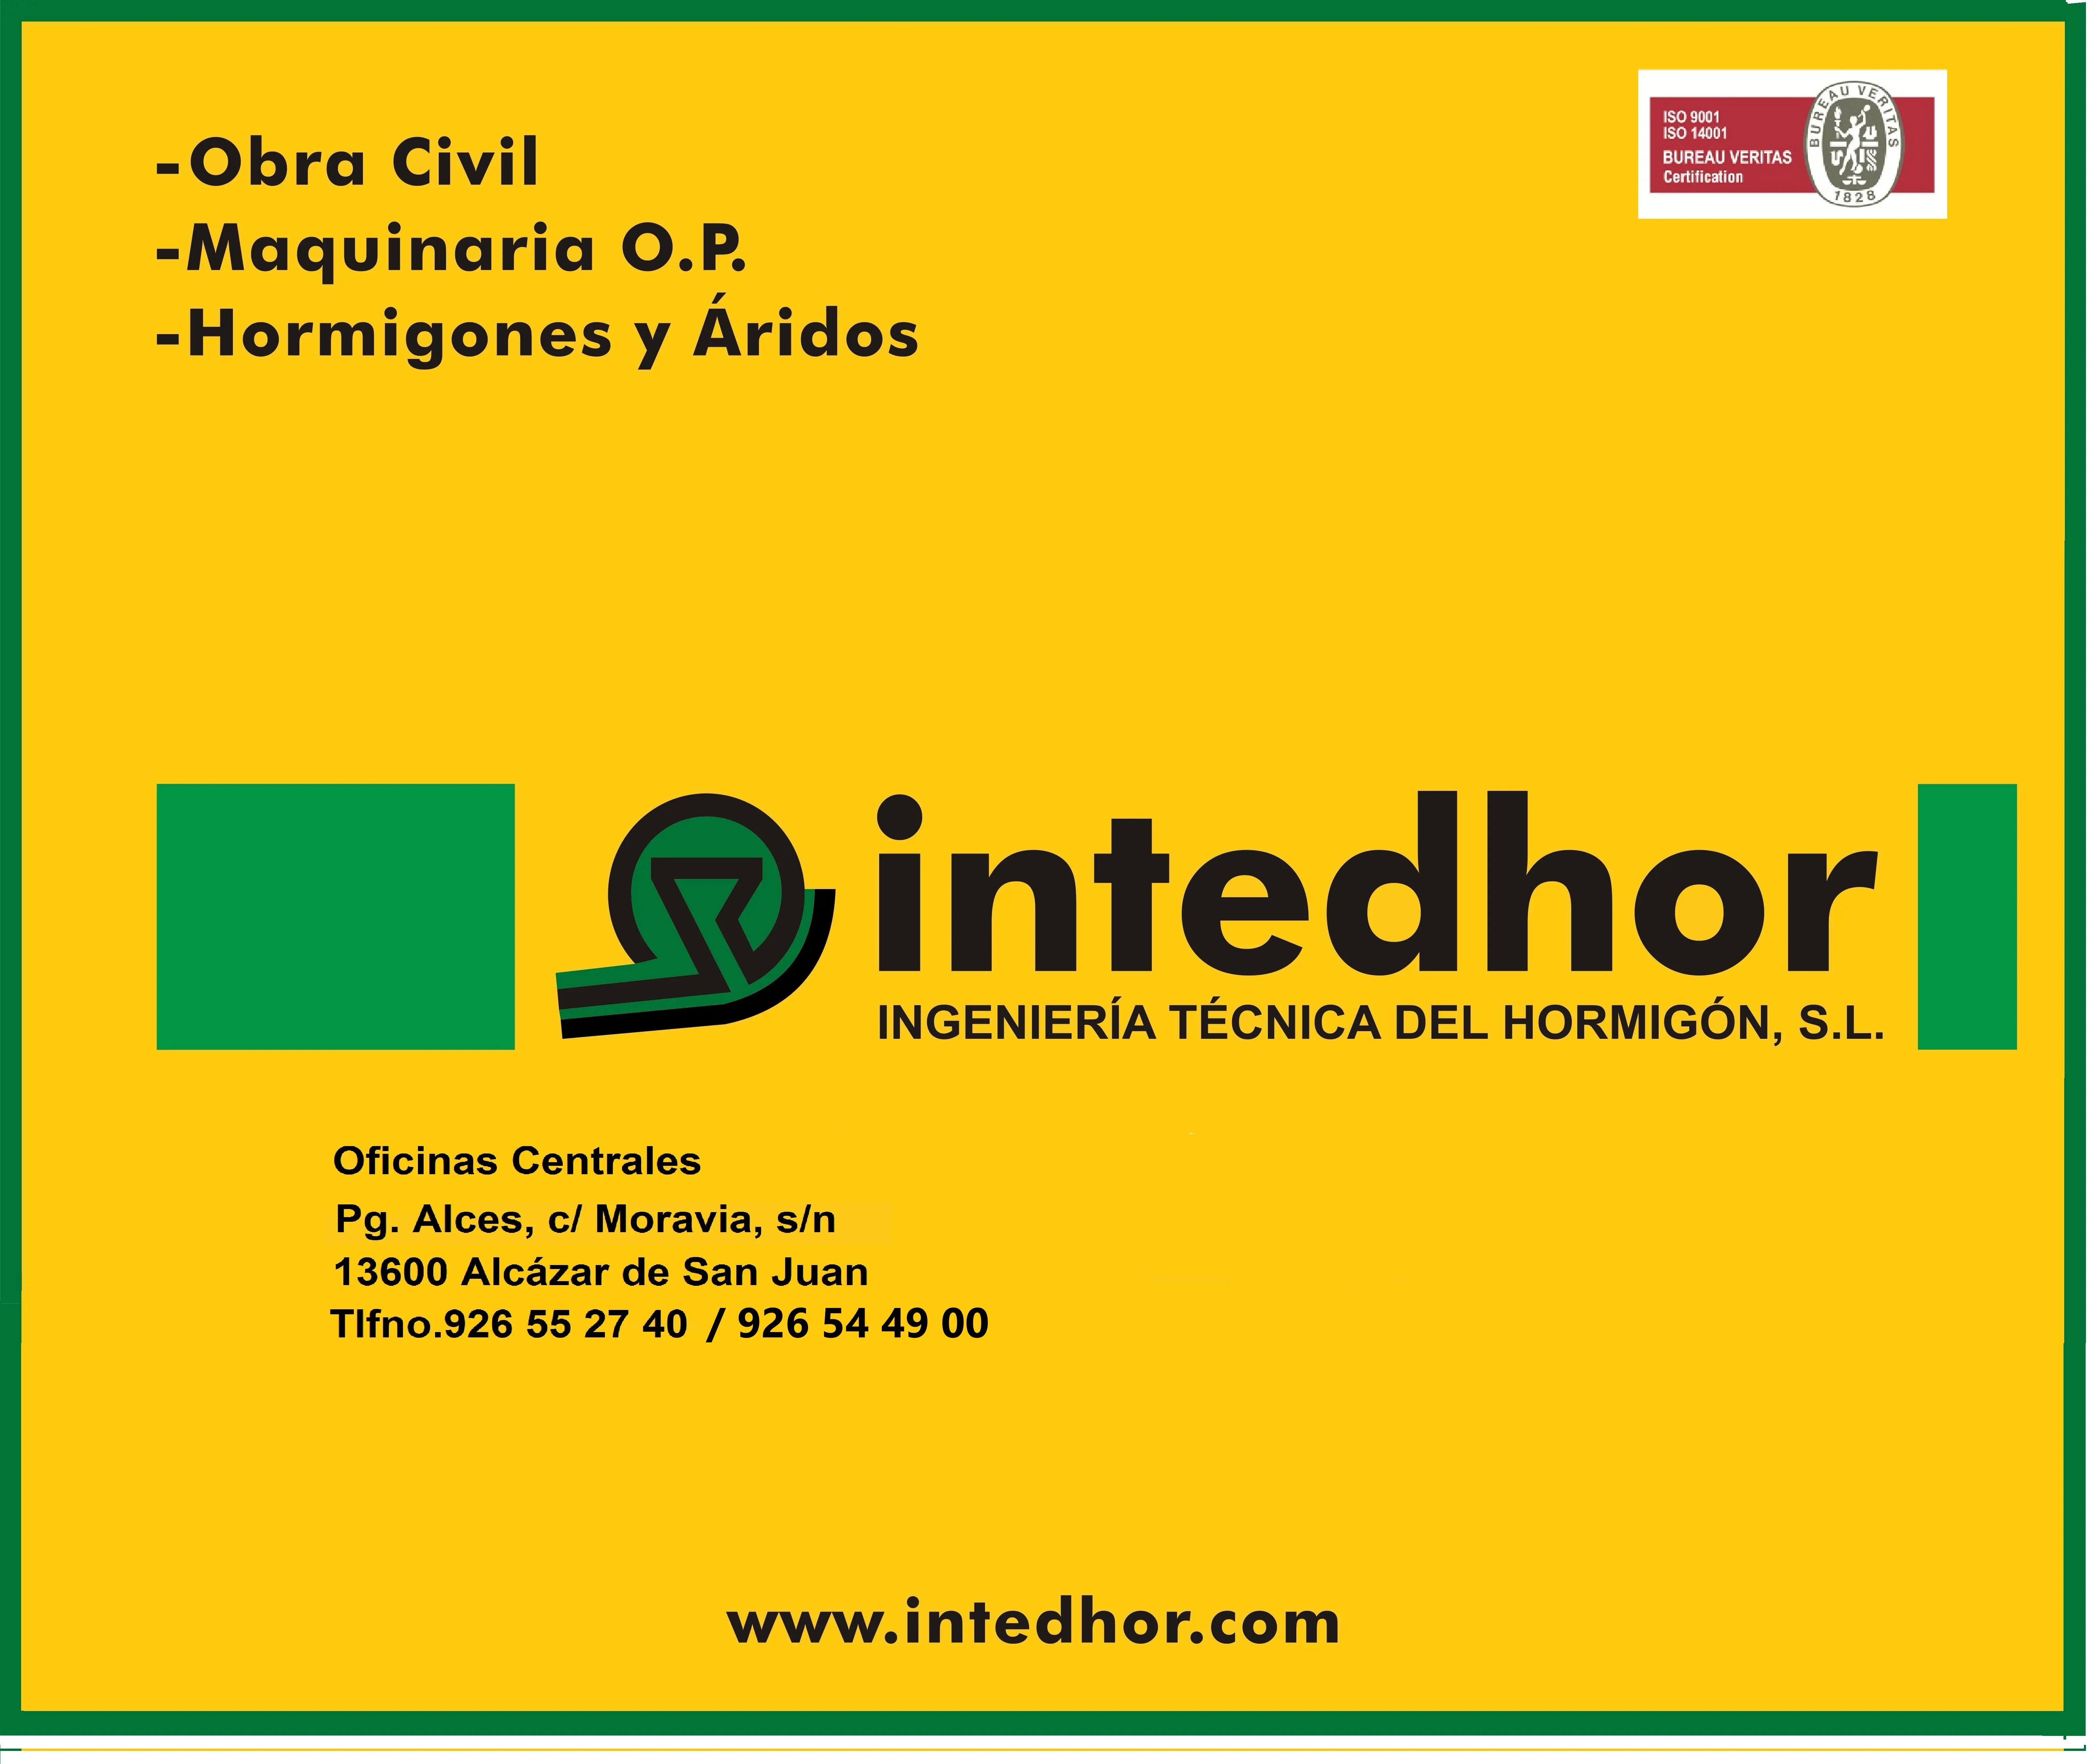 -Obra Civil
-Maquinaria O.P.
-Hormigones y Áridos
ISO 9001
ISO 14001
BUREAU VERITAS
Certification
BUREAU VERITAS
1828
intedhor
INGENIERÍA TÉCNICA DEL HORMIGÓN, S.L.
Oficinas Centrales
Pg. Alces, c/ Moravia, s/n
13600 Alcázar de San Juan
Tlfno.926 55 27 40 / 926 54 49 00
www.intedhor.com